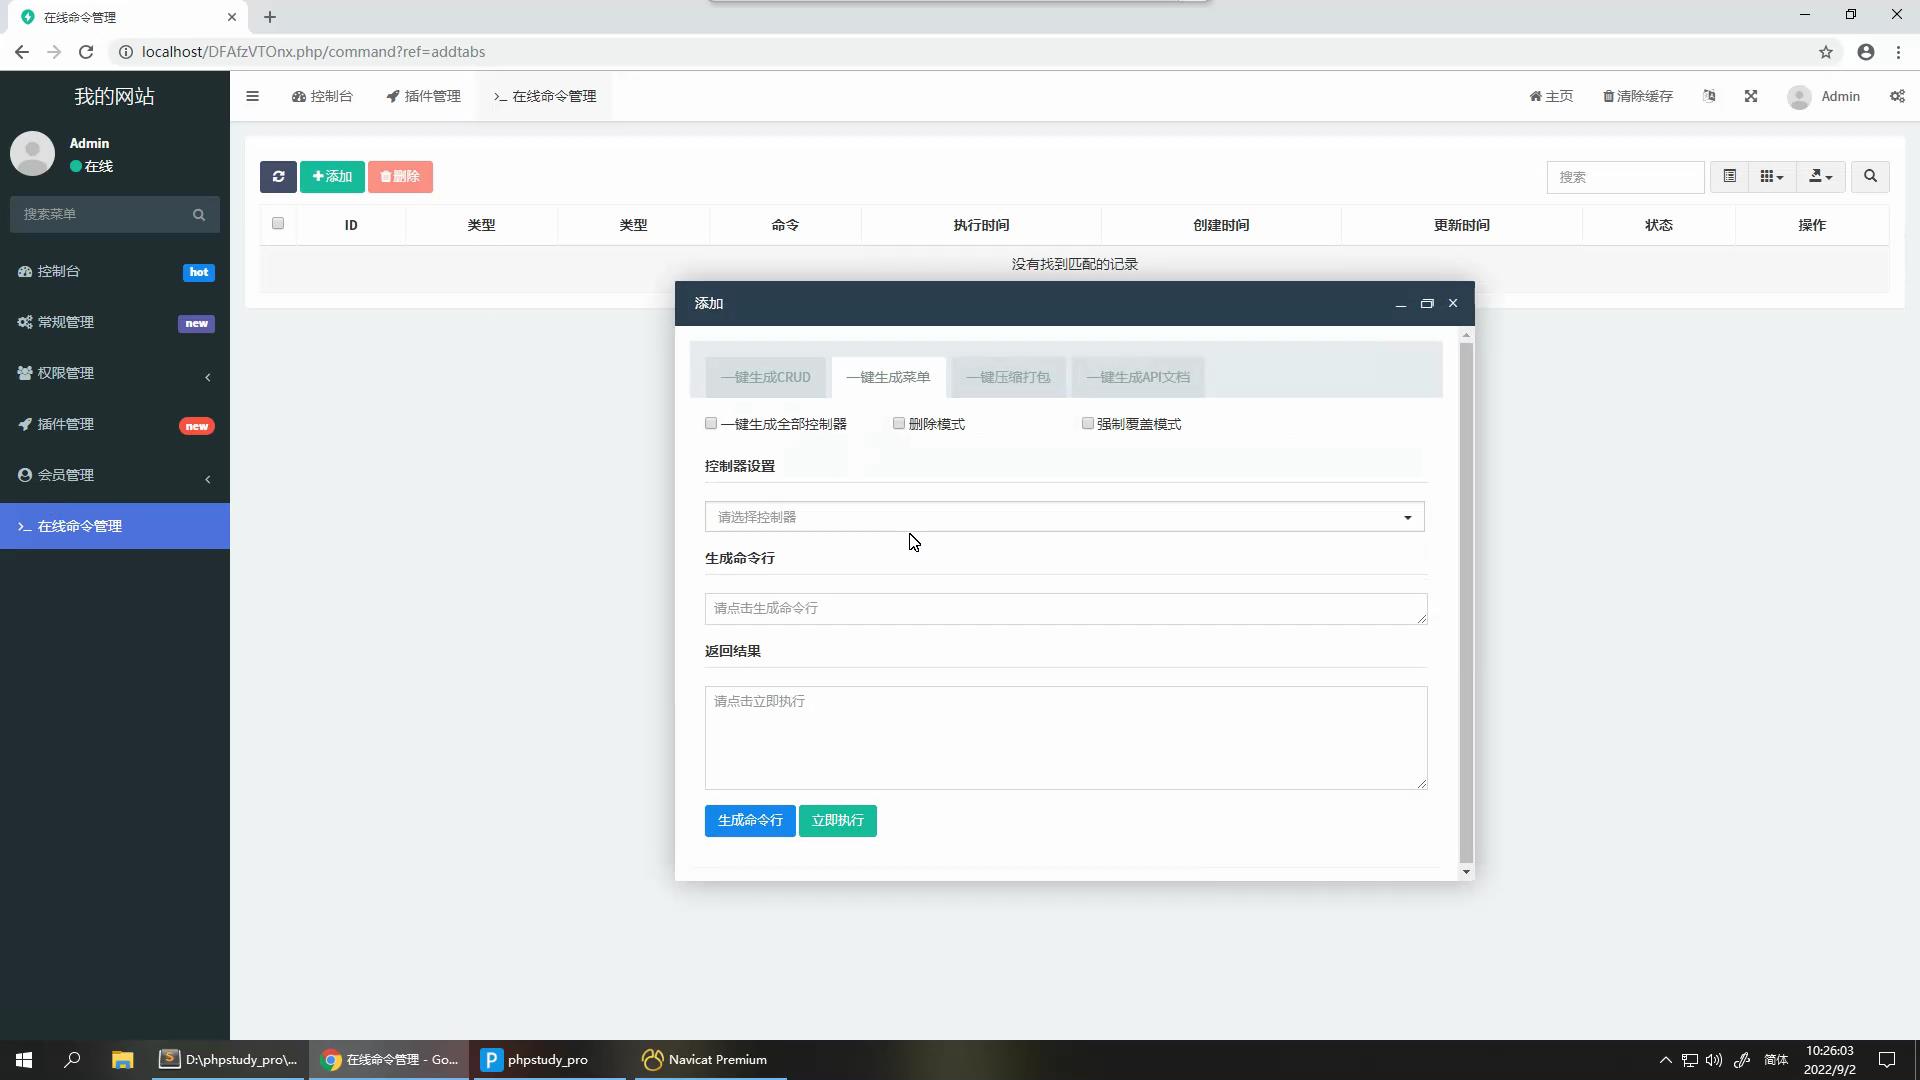 在线命令管理
localhost/DFAfzVTOnx.php/command?ref=addtabs
我的网站
控制台
插件管理
>_ 在线命令管理
主页
清除缓存
Admin
Admin
在线
搜索菜单
控制台 hot
常规管理 new
权限管理
插件管理 new
会员管理
>_ 在线命令管理
添加
删除
搜索
ID 类型 类型 命令 执行时间 创建时间 更新时间 状态 操作
没有找到匹配的记录
添加
一键生成CRUD 一键生成菜单 一键压缩打包 一键生成API文档
一键生成全部控制器 删除模式 强制覆盖模式
控制器设置
请选择控制器
生成命令行
请点击生成命令行
返回结果
请点击立即执行
生成命令行 立即执行
D:\phpstudy_pro\...
在线命令管理 - Go...
phpstudy_pro
Navicat Premium
简体
10:26:03
2022/9/2